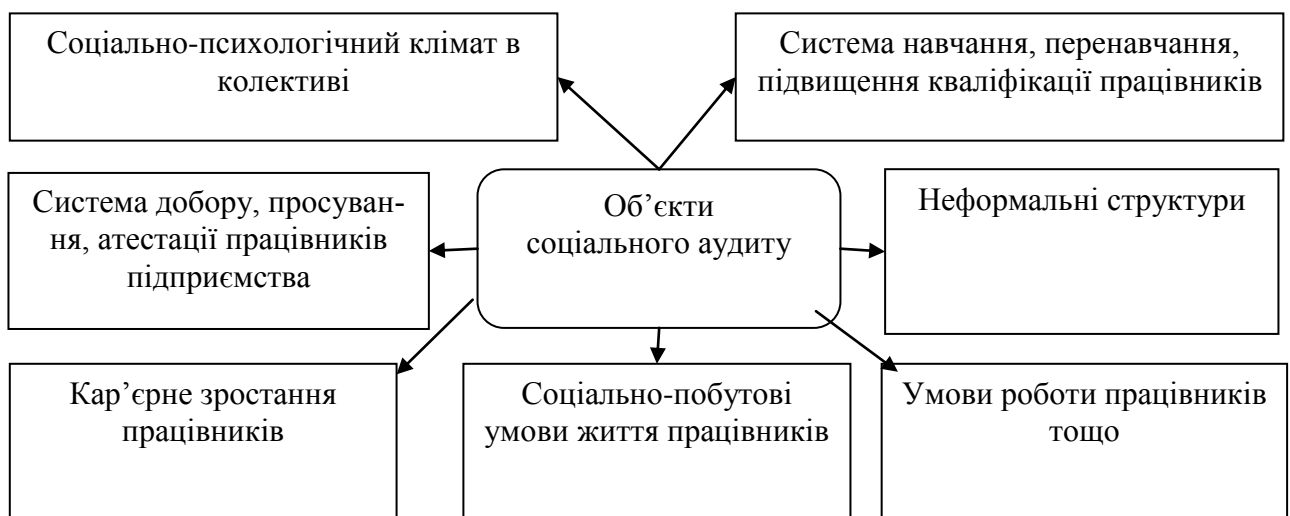 Соціально-психологічний клімат в
колективі
Система навчання, перенавчання,
підвищення кваліфікації працівників
Система добору, просуван-
ня, атестації працівників
підприємства
Об’єкти
соціального аудиту
Неформальні структури
Кар’єрне зростання
працівників
Соціально-побутові
умови життя працівників
Умови роботи працівників
тощо